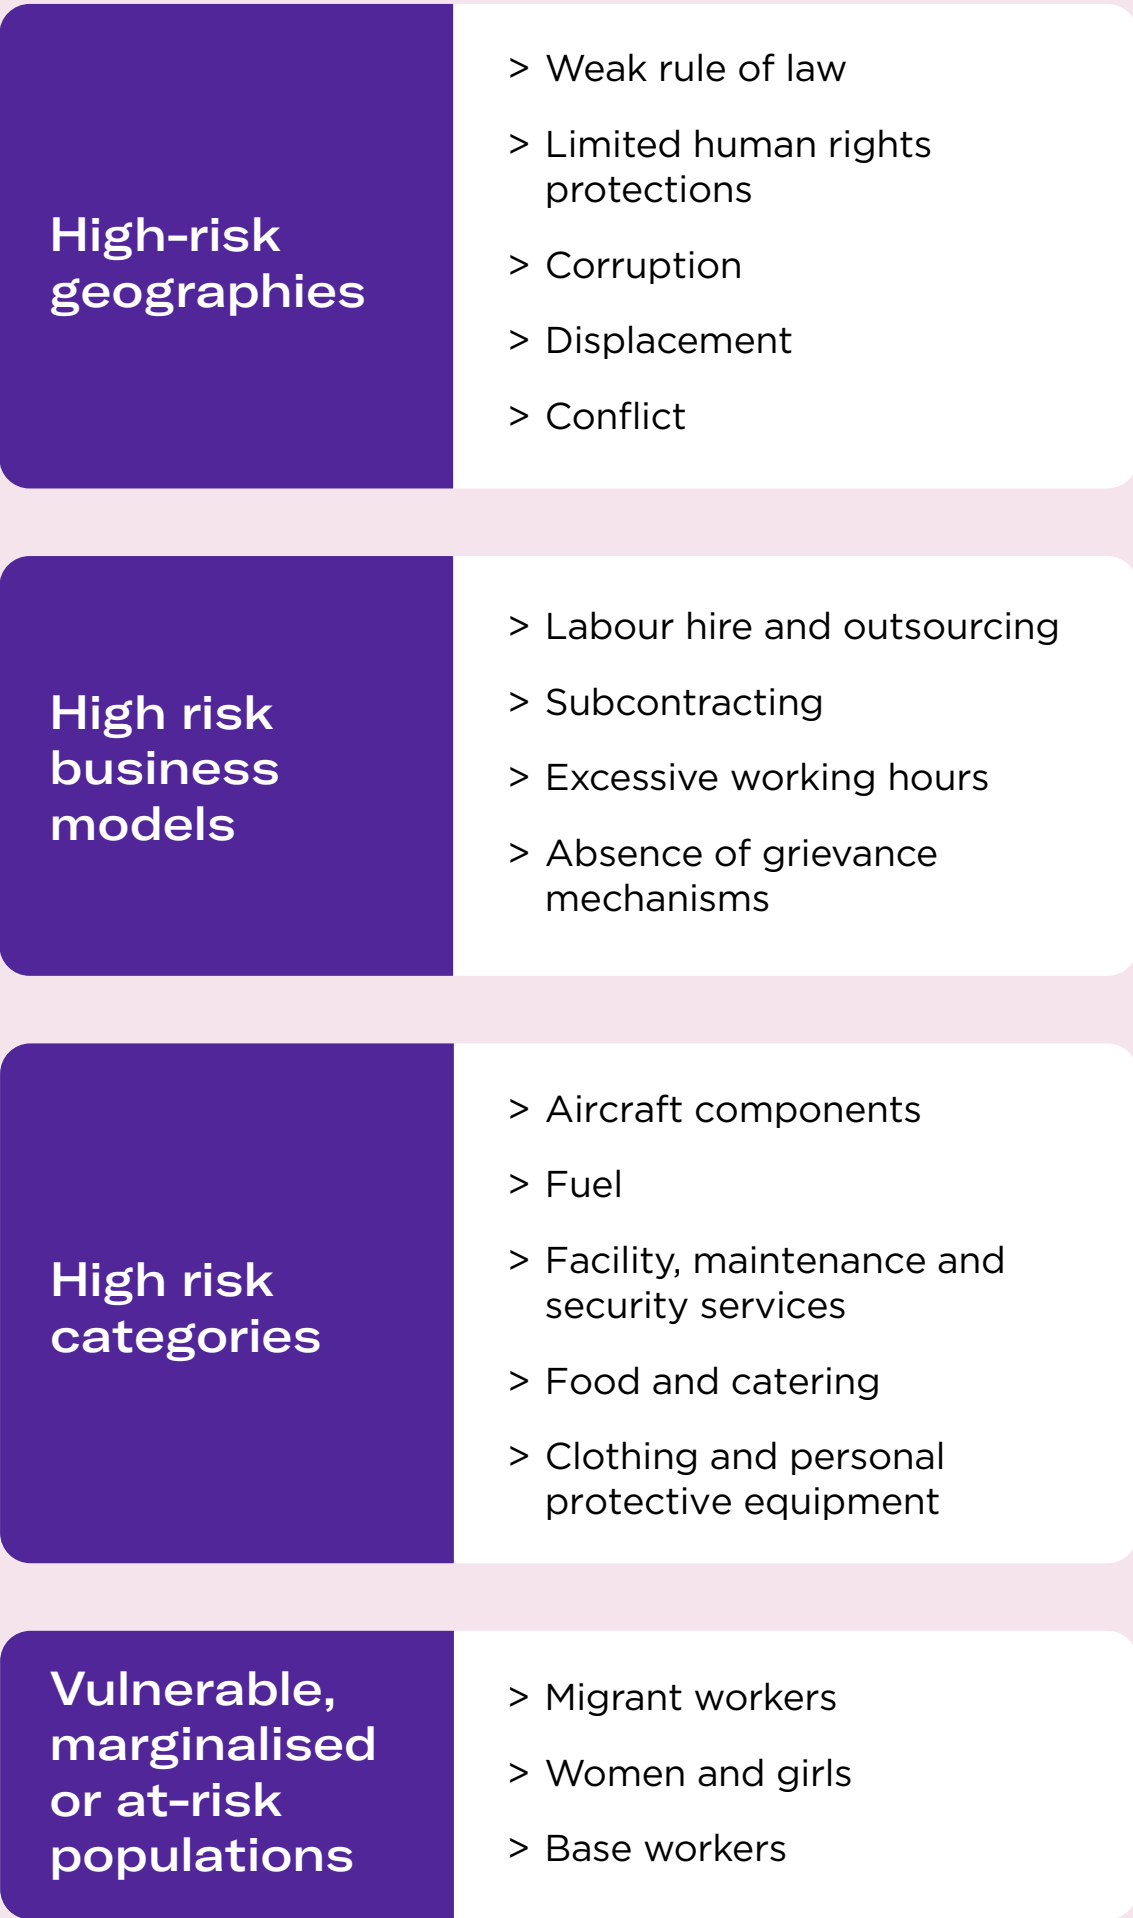 High-risk
geographies
> Weak rule of law
> Limited human rights
protections
> Corruption
> Displacement
> Conflict
High risk
business
models
> Labour hire and outsourcing
> Subcontracting
> Excessive working hours
> Absence of grievance
mechanisms
High risk
categories
> Aircraft components
> Fuel
> Facility, maintenance and
security services
> Food and catering
> Clothing and personal
protective equipment
Vulnerable,
marginalised
or at-risk
populations
> Migrant workers
> Women and girls
> Base workers